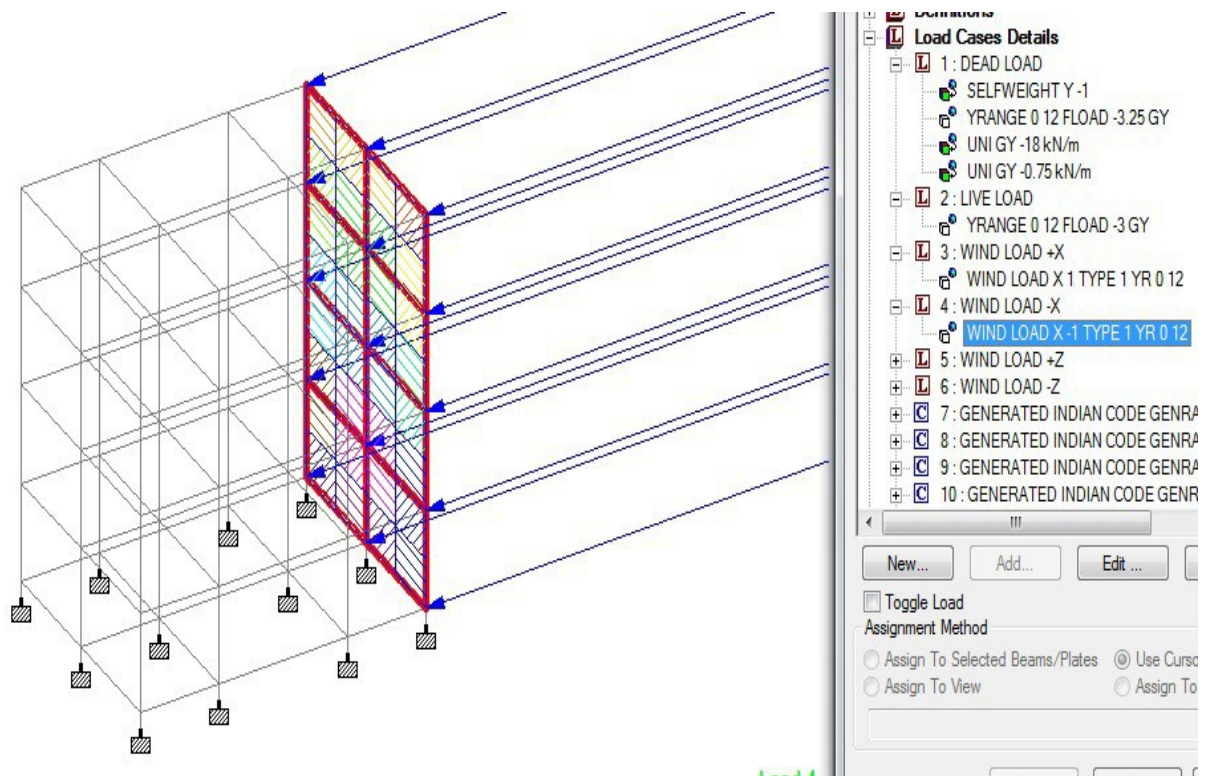 Definitions
Load Cases Details
L 1 : DEAD LOAD
SELFWEIGHT Y -1
YRANGE 0 12 FLOAD -3.25 GY
UNI GY -18 kN/m
UNI GY -0.75 kN/m
L 2 : LIVE LOAD
YRANGE 0 12 FLOAD -3 GY
L 3 : WIND LOAD +X
WIND LOAD X 1 TYPE 1 YR 0 12
L 4 : WIND LOAD -X
WIND LOAD X -1 TYPE 1 YR 0 12
L 5 : WIND LOAD +Z
L 6 : WIND LOAD -Z
C 7 : GENERATED INDIAN CODE GENRA
C 8 : GENERATED INDIAN CODE GENRA
C 9 : GENERATED INDIAN CODE GENRA
C 10 : GENERATED INDIAN CODE GENR
New... Add... Edit ...
Toggle Load
Assignment Method
Assign To Selected Beams/Plates Use Curso
Assign To View Assign To
Load 4